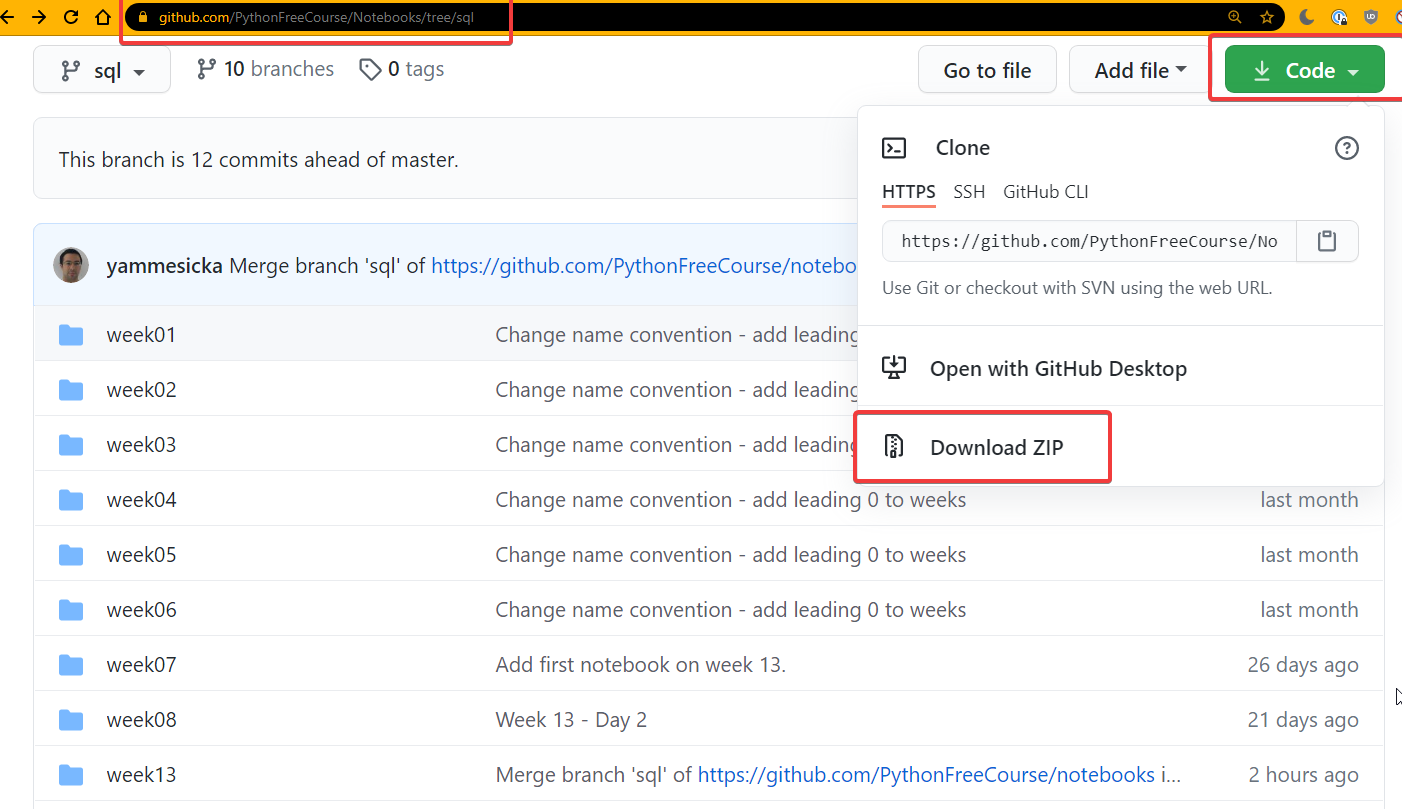 github.com/PythonFreeCourse/Notebooks/tree/sql
sql 10 branches 0 tags Go to file Add file Code
This branch is 12 commits ahead of master.
Clone
HTTPS SSH GitHub CLI
https://github.com/PythonFreeCourse/No
Use Git or checkout with SVN using the web URL.
Open with GitHub Desktop
Download ZIP
yammesicka Merge branch 'sql' of https://github.com/PythonFreeCourse/notebo
week01 Change name convention - add leading
week02 Change name convention - add leading
week03 Change name convention - add leading
week04 Change name convention - add leading 0 to weeks last month
week05 Change name convention - add leading 0 to weeks last month
week06 Change name convention - add leading 0 to weeks last month
week07 Add first notebook on week 13. 26 days ago
week08 Week 13 - Day 2 21 days ago
week13 Merge branch 'sql' of https://github.com/PythonFreeCourse/notebooks i... 2 hours ago